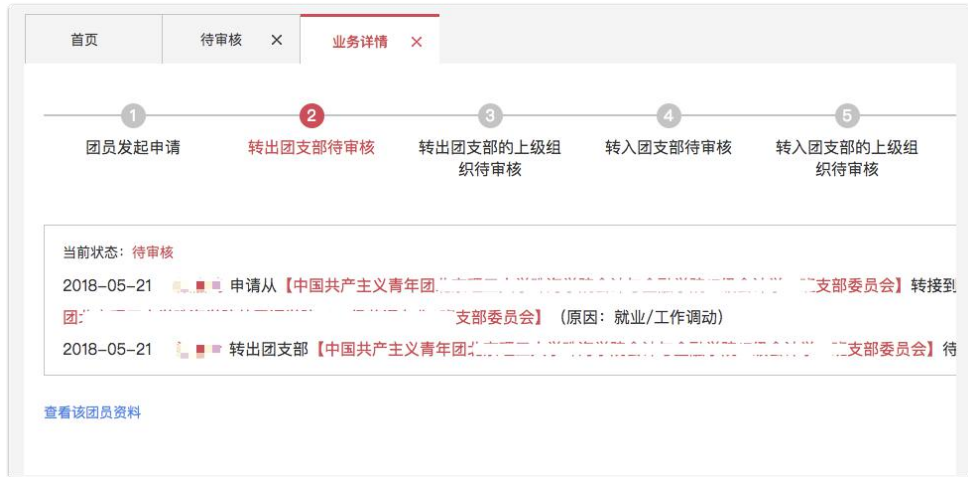 首页 待审核 × 业务详情 ×
1 2 3 4 5
团员发起申请 转出团支部待审核 转出团支部的上级组 转入团支部待审核 转入团支部的上级组
织待审核 织待审核
当前状态：待审核
2018-05-21 申请从【中国共产主义青年团 支部委员会】转接到
团 支部委员会】（原因：就业/工作调动）
2018-05-21 转出团支部【中国共产主义青年团 支部委员会】待
查看该团员资料